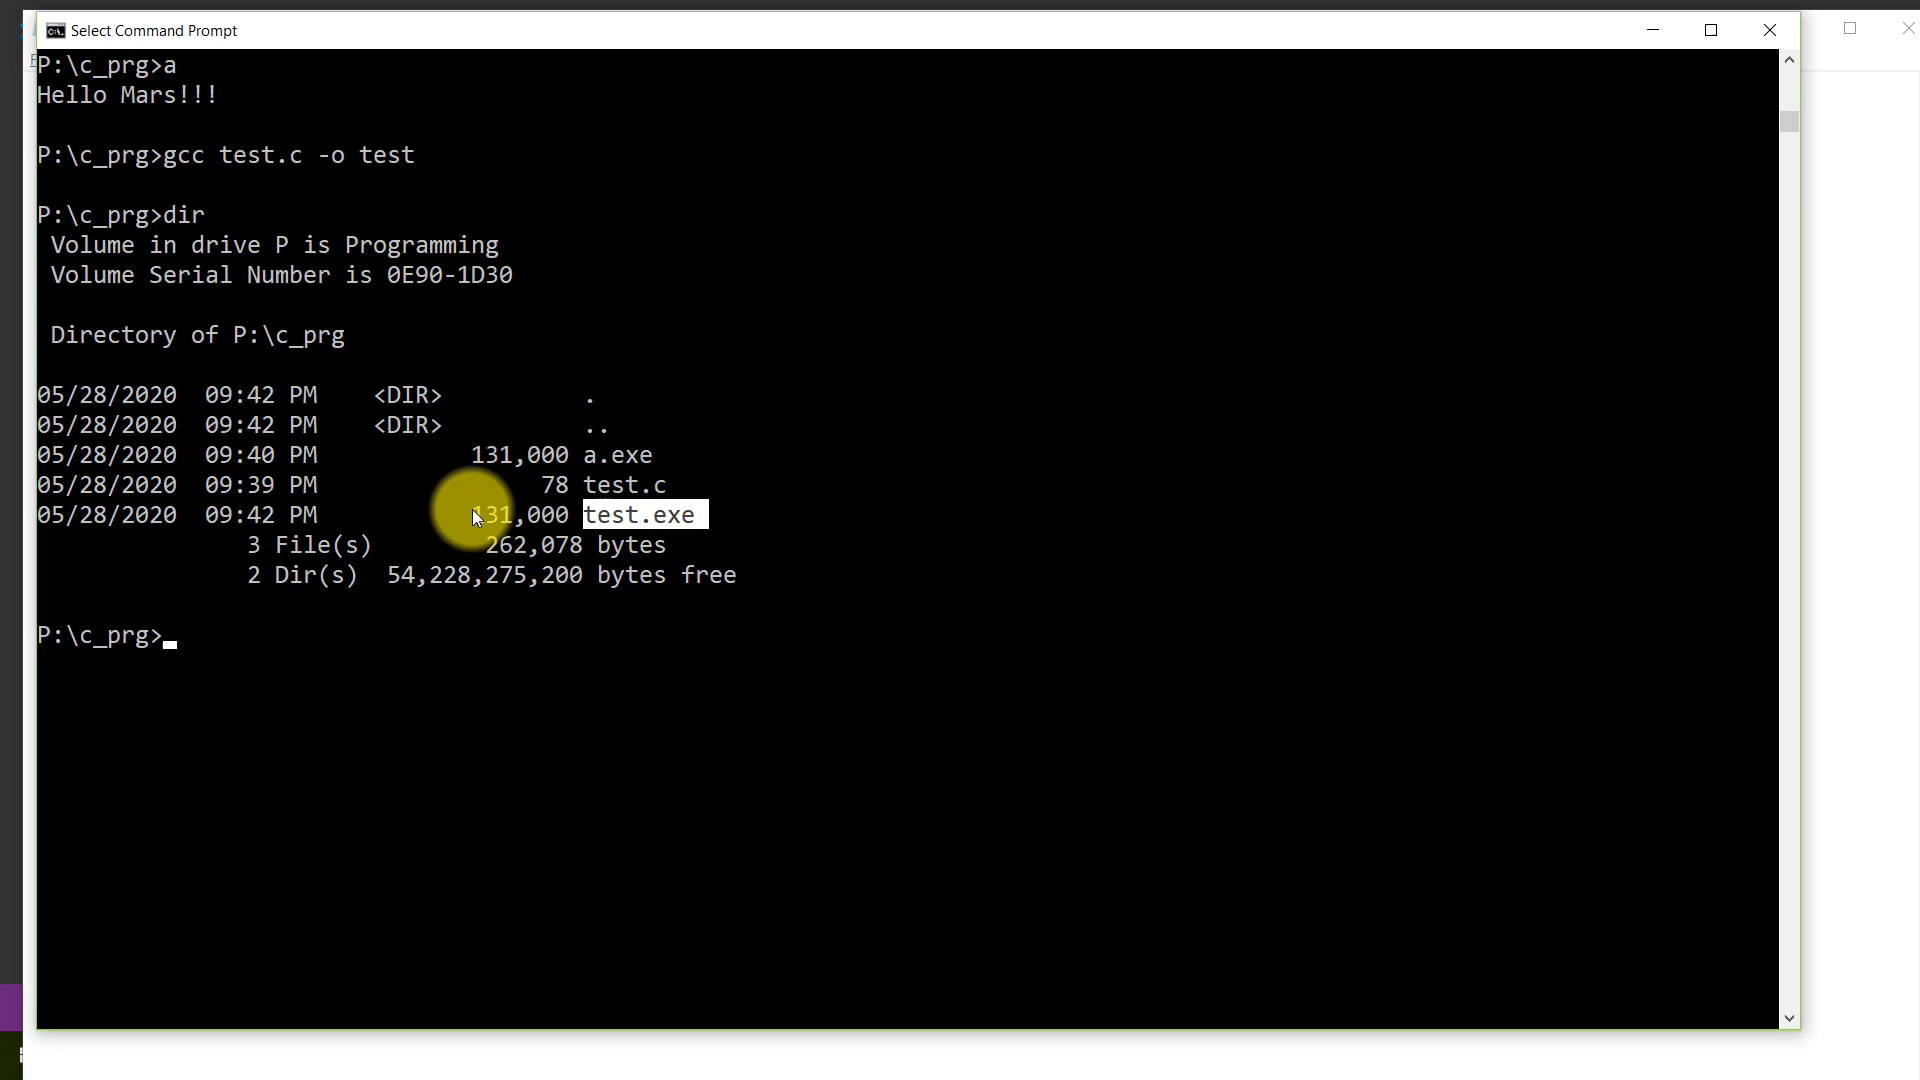 Select Command Prompt
P:\c_prg>a
Hello Mars!!!
P:\c_prg>gcc test.c -o test
P:\c_prg>dir
Volume in drive P is Programming
Volume Serial Number is 0E90-1D30
Directory of P:\c_prg
05/28/2020  09:42 PM    <DIR>          .
05/28/2020  09:42 PM    <DIR>          ..
05/28/2020  09:40 PM           131,000 a.exe
05/28/2020  09:39 PM                78 test.c
05/28/2020  09:42 PM           131,000 test.exe
3 File(s)        262,078 bytes
2 Dir(s)  54,228,275,200 bytes free
P:\c_prg>